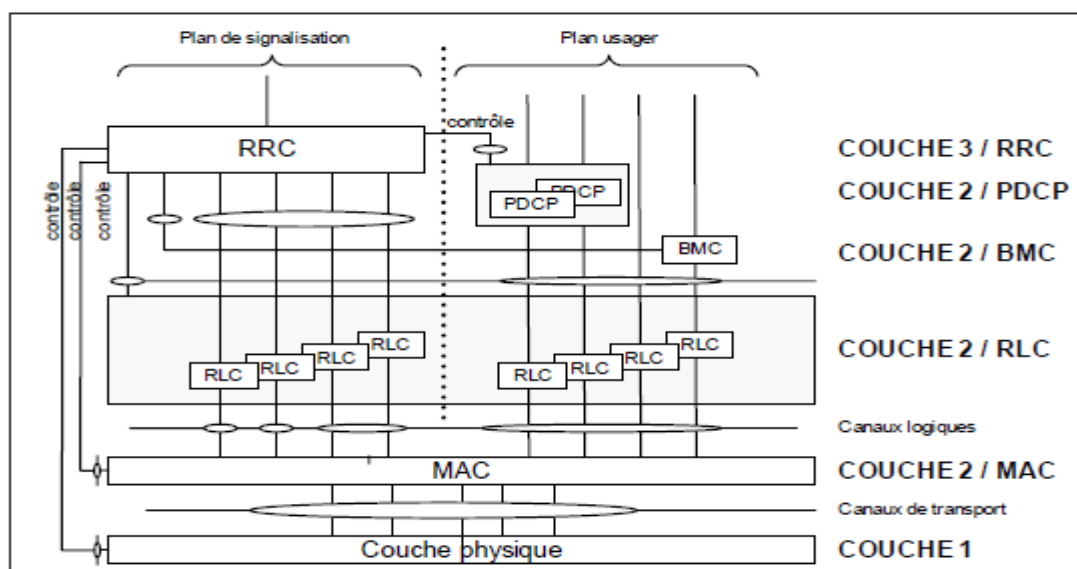 Plan de signalisation
Plan usager
contrôle
RRC
COUCHE 3 / RRC
PDCP
PDCP
COUCHE 2 / PDCP
contrôle
contrôle
contrôle
BMC
COUCHE 2 / BMC
RLC
RLC
RLC
RLC
RLC
RLC
RLC
RLC
COUCHE 2 / RLC
Canaux logiques
MAC
COUCHE 2 / MAC
Canaux de transport
Couche physique
COUCHE 1